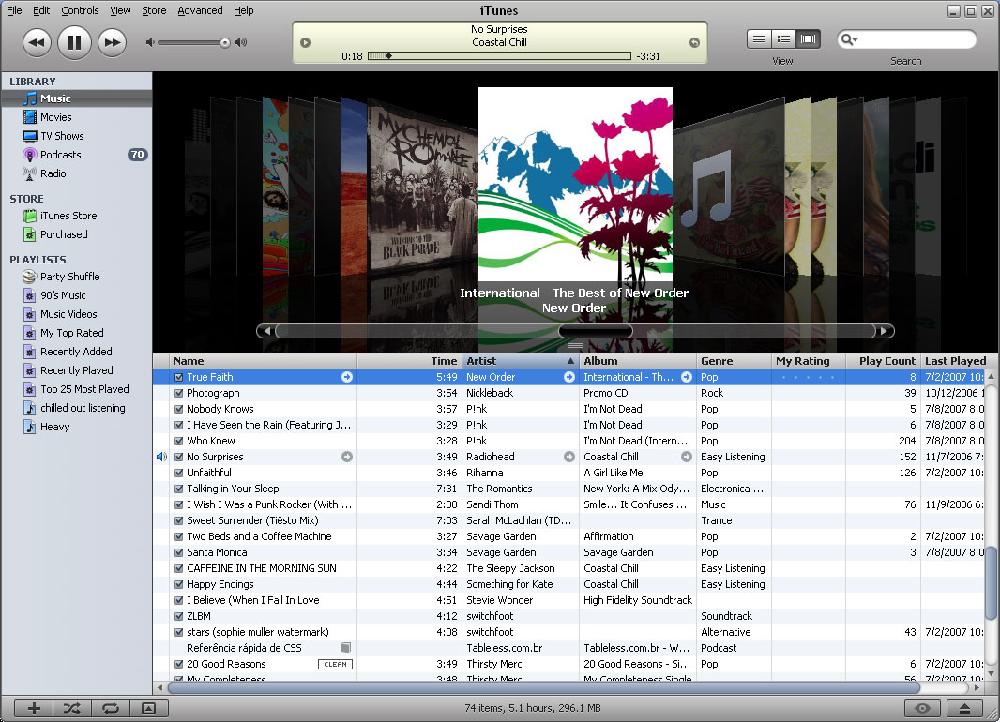 File Edit Controls View Store Advanced Help
iTunes
No Surprises
Coastal Chill
0:18 -3:31
View
Search
LIBRARY
Music
Movies
TV Shows
Podcasts 70
Radio
STORE
iTunes Store
Purchased
PLAYLISTS
Party Shuffle
90's Music
Music Videos
My Top Rated
Recently Added
Recently Played
Top 25 Most Played
chilled out listening
Heavy
MY CHEMICAL ROMANCE
WELCOME TO THE
BLACK PARADE
International - The Best of New Order
New Order
Name Time Artist Album Genre My Rating Play Count Last Played
True Faith 5:49 New Order International - Th... Pop 8 7/2/2007 10:
Photograph 3:54 Nickleback Promo CD Rock 39 10/12/2006 1
Nobody Knows 3:57 P!nk I'm Not Dead Pop 5 7/8/2007 8:0
I Have Seen the Rain (Featuring J... 3:29 P!nk I'm Not Dead Pop 6 7/8/2007 8:0
Who Knew 3:28 P!nk I'm Not Dead (Intern... Pop 204 7/8/2007 8:0
No Surprises 3:49 Radiohead Coastal Chill Easy Listening 152 11/7/2006 7:
Unfaithful 3:46 Rihanna A Girl Like Me Pop 126 7/2/2007 10:
Talking in Your Sleep 7:31 The Romantics New York: A Mix Ody... Electronica ...
I Wish I Was a Punk Rocker (With ... 2:30 Sandi Thom Smile... It Confuses ... Music 76 11/9/2006 6:
Sweet Surrender (Tiësto Mix) 7:03 Sarah McLachlan (TD... Trance
Two Beds and a Coffee Machine 3:27 Savage Garden Affirmation Pop 2 7/2/2007 10:
Santa Monica 3:34 Savage Garden Savage Garden Pop 3 7/8/2007 8:0
CAFFEINE IN THE MORNING SUN 4:22 The Sleepy Jackson Coastal Chill Easy Listening
Happy Endings 4:44 Something for Kate Coastal Chill Easy Listening
I Believe (When I Fall In Love 4:51 Stevie Wonder High Fidelity Soundtrack
ZLBM 4:12 switchfoot Soundtrack
stars (sophie muller watermark) 4:08 switchfoot Alternative 43 7/2/2007 10:
Referência rápida de CSS Tableless.com.br Tableless.com.br - W... Podcast
20 Good Reasons CLEAN 3:49 Thirsty Merc 20 Good Reasons - Si... Pop 6 7/2/2007 10:
My Completeness 3:48 Thirsty Merc My Completeness Single 56 7/2/2007 10:
74 items, 5.1 hours, 296.1 MB